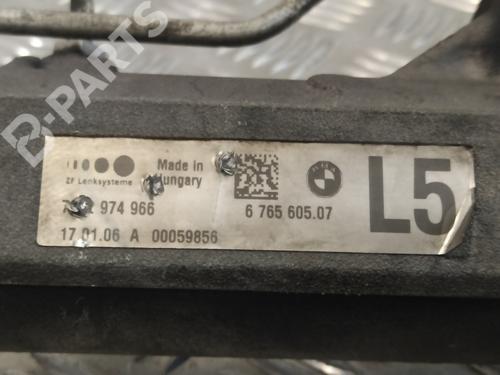 B-PARTS
ZF Lenksysteme
Made in
Hungary
974 966
6 765 605.07
L5
17.01.06 A 00059856